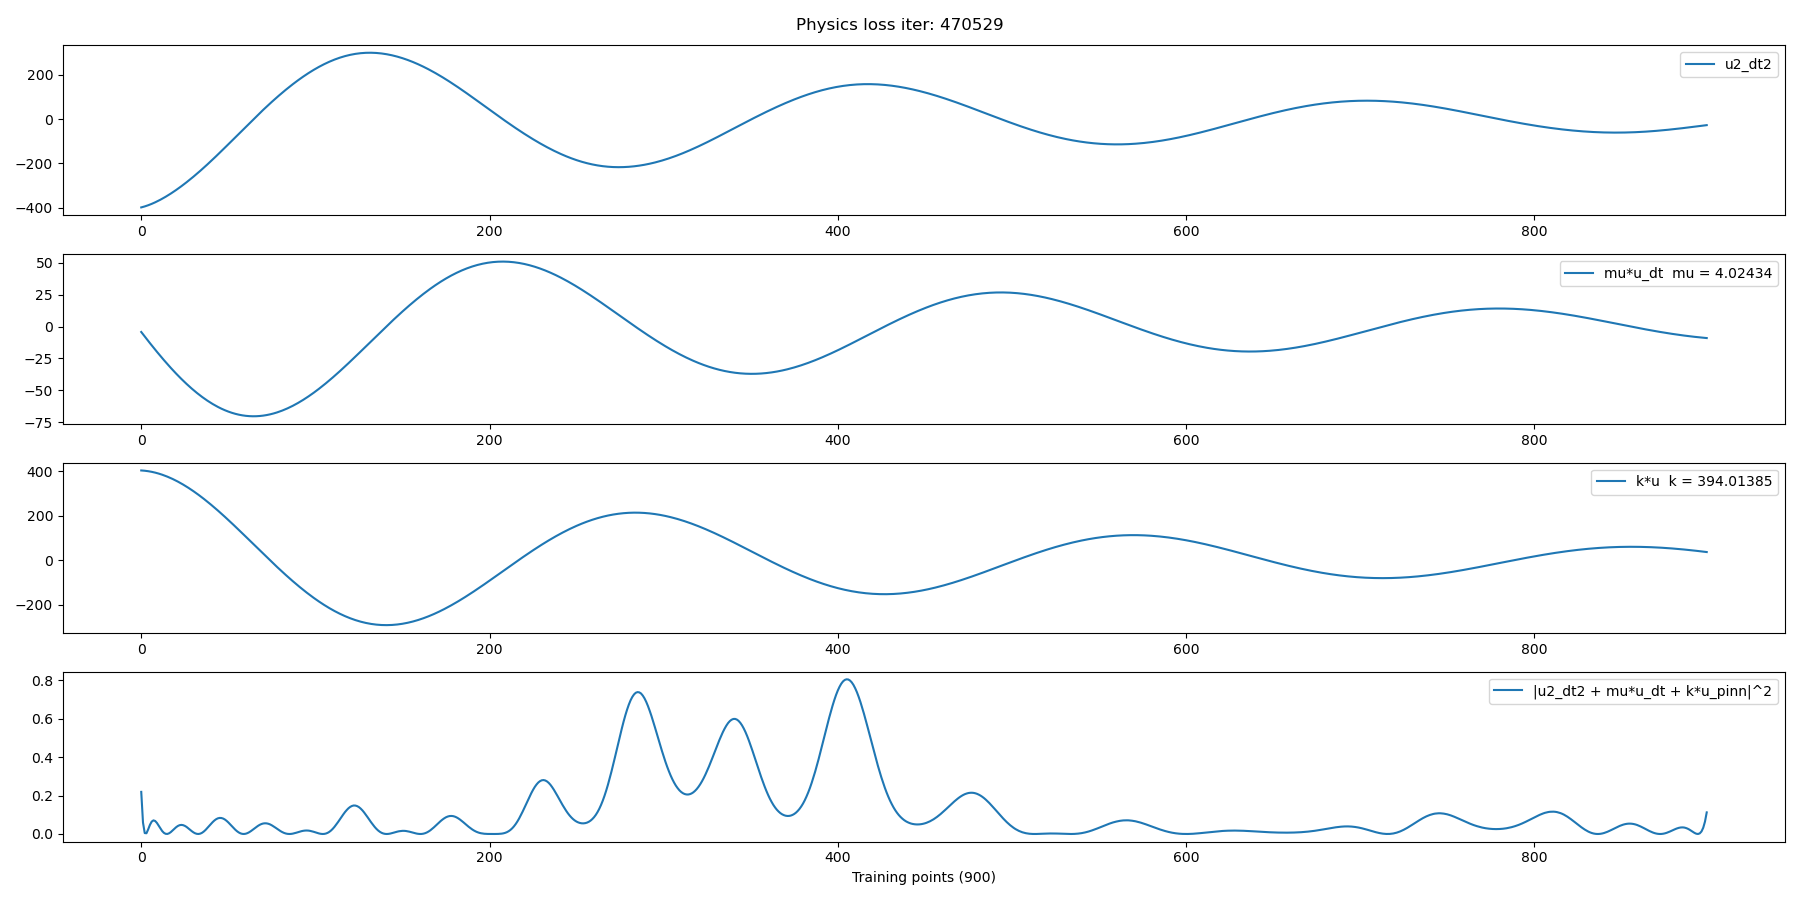 Physics loss iter: 470529
u2_dt2
200
0
−200
−400
0 200 400 600 800
mu*u_dt mu = 4.02434
50
25
0
−25
−50
−75
0 200 400 600 800
k*u k = 394.01385
400
200
0
−200
0 200 400 600 800
|u2_dt2 + mu*u_dt + k*u_pinn|^2
0.8
0.6
0.4
0.2
0.0
0 200 400 600 800
Training points (900)